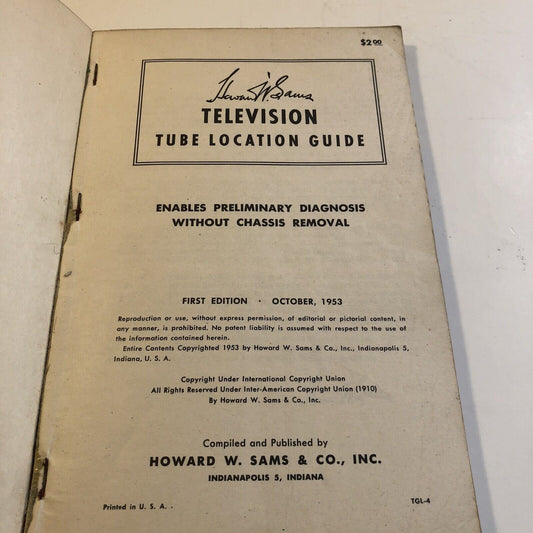 $2.00
Howard W. Sams
TELEVISION
TUBE LOCATION GUIDE
ENABLES PRELIMINARY DIAGNOSIS
WITHOUT CHASSIS REMOVAL
FIRST EDITION · OCTOBER, 1953
Reproduction or use, without express permission, of editorial or pictorial content, in
any manner, is prohibited. No patent liability is assumed with respect to the use of
the information contained herein.
Entire Contents Copyrighted 1953 by Howard W. Sams & Co., Inc., Indianapolis 5,
Indiana, U. S. A.
Copyright Under International Copyright Union
All Rights Reserved Under Inter-American Copyright Union (1910)
By Howard W. Sams & Co., Inc.
Compiled and Published by
HOWARD W. SAMS & CO., INC.
INDIANAPOLIS 5, INDIANA
Printed in U. S. A.
TGL-4